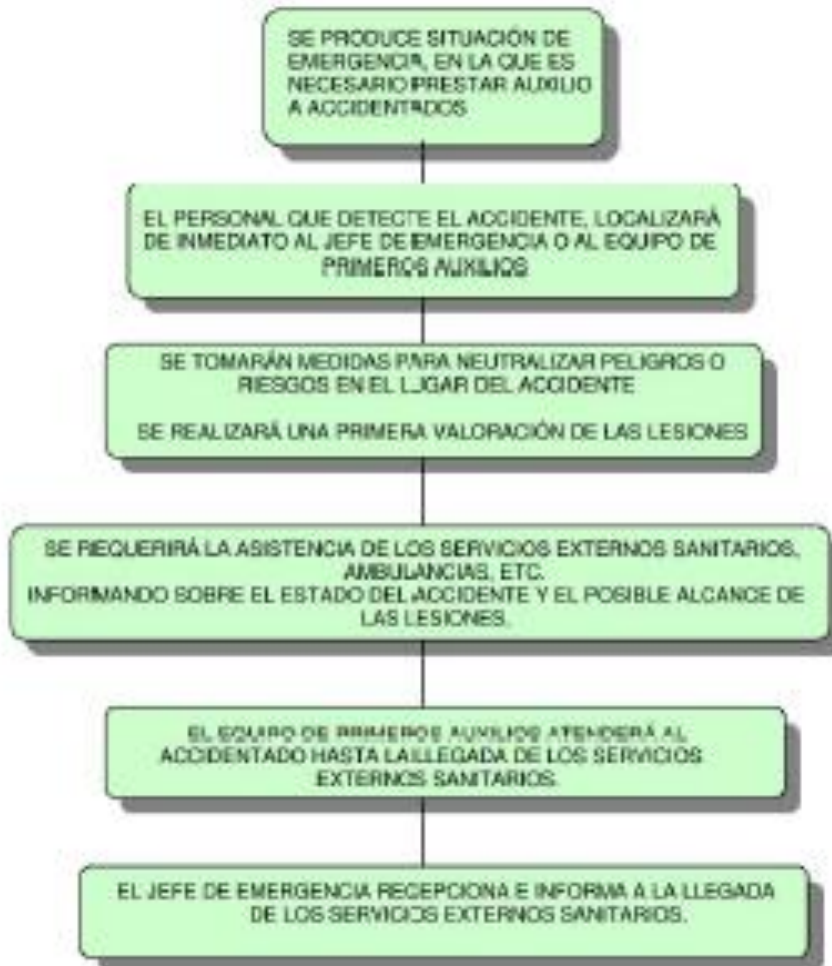 SE PRODUCE SITUACIÓN DE
EMERGENCIA, EN LA QUE ES
NECESARIO PRESTAR AUXILIO
A ACCIDENTADOS
EL PERSONAL QUE DETECTE EL ACCIDENTE, LOCALIZARÁ
DE INMEDIATO AL JEFE DE EMERGENCIA O AL EQUIPO DE
PRIMEROS AUXILIOS
SE TOMARÁN MEDIDAS PARA NEUTRALIZAR PELIGROS O
RIESGOS EN EL LUGAR DEL ACCIDENTE
SE REALIZARÁ UNA PRIMERA VALORACIÓN DE LAS LESIONES
SE REQUERIRÁ LA ASISTENCIA DE LOS SERVICIOS EXTERNOS SANITARIOS,
AMBULANCIAS, ETC.
INFORMANDO SOBRE EL ESTADO DEL ACCIDENTE Y EL POSIBLE ALCANCE DE
LAS LESIONES.
EL EQUIPO DE PRIMEROS AUXILIOS ATENDERÁ AL
ACCIDENTADO HASTA LA LLEGADA DE LOS SERVICIOS
EXTERNOS SANITARIOS.
EL JEFE DE EMERGENCIA RECEPCIONA E INFORMA A LA LLEGADA
DE LOS SERVICIOS EXTERNOS SANITARIOS.